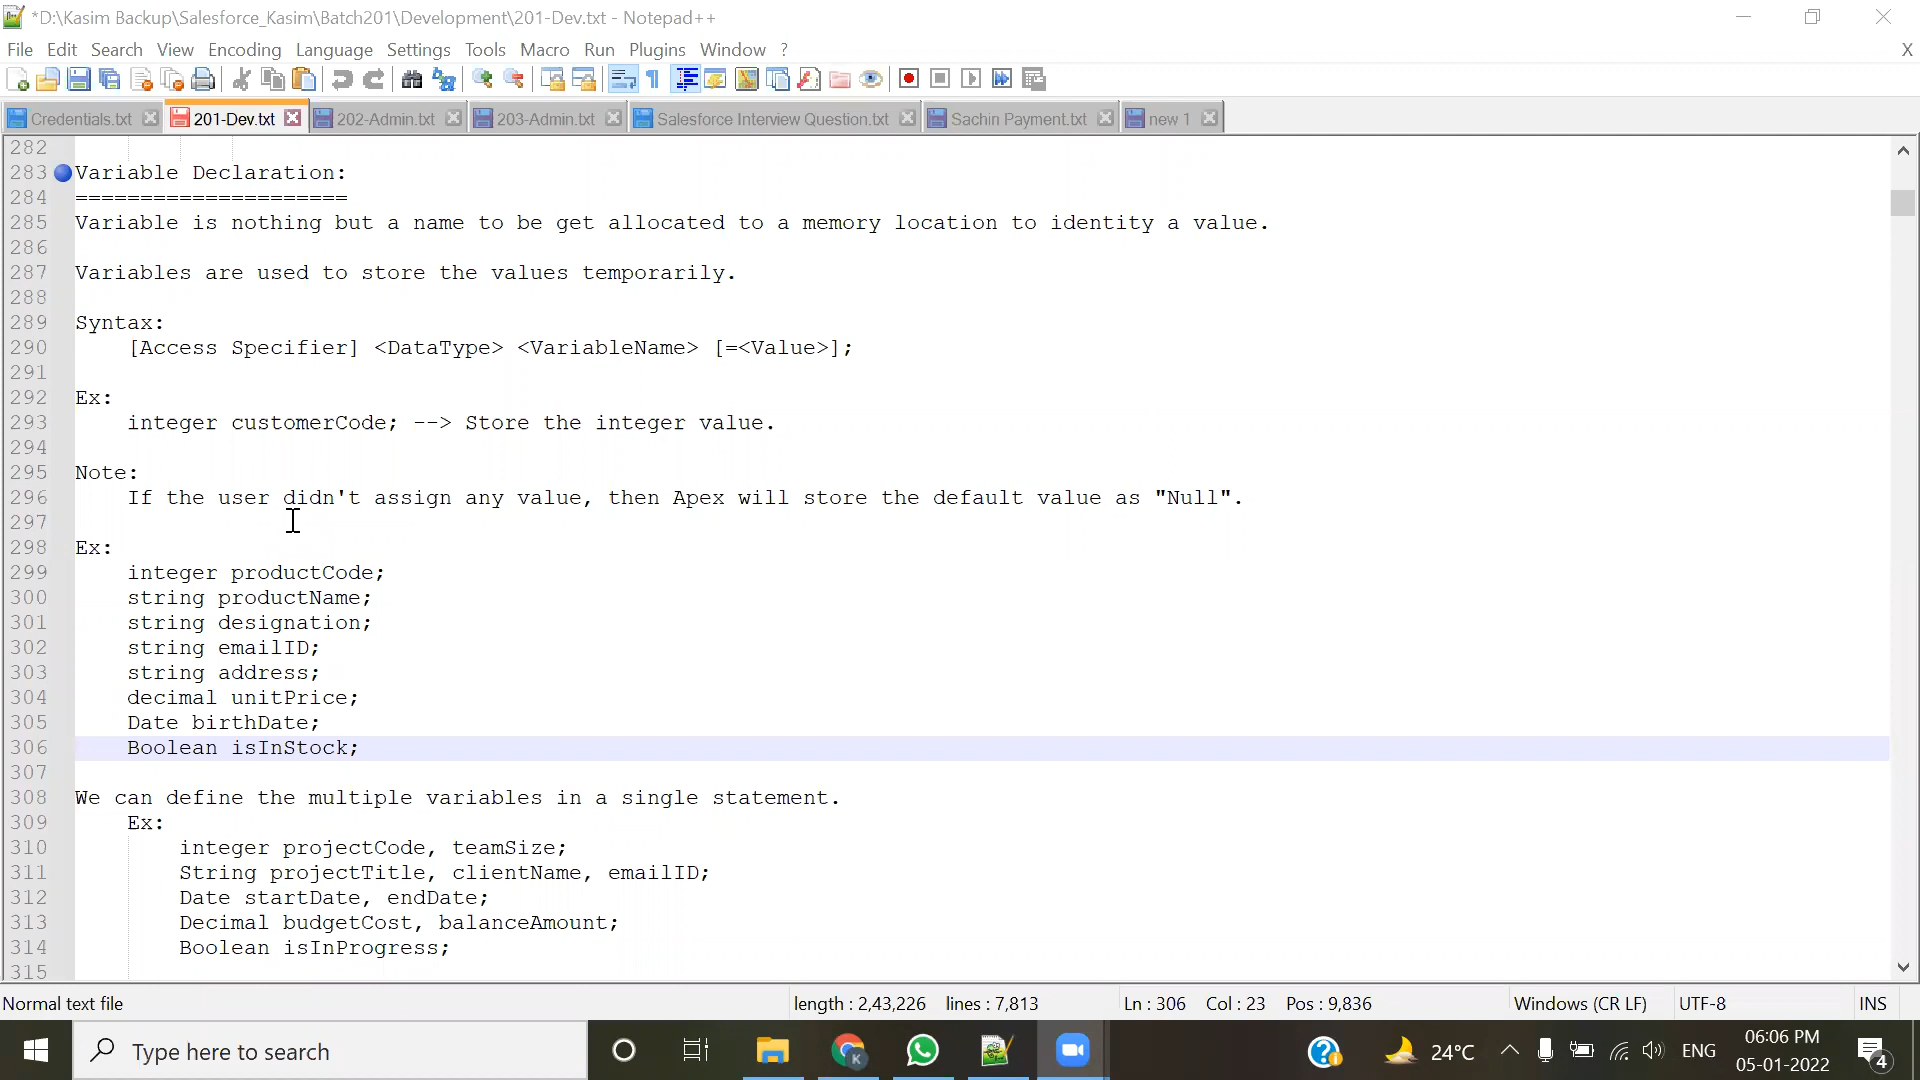 *D:\Kasim Backup\Salesforce_Kasim\Batch201\Development\201-Dev.txt - Notepad++
File Edit Search View Encoding Language Settings Tools Macro Run Plugins Window ? X
Credentials.txt 201-Dev.txt 202-Admin.txt 203-Admin.txt Salesforce Interview Question.txt Sachin Payment.txt new 1
282
283 Variable Declaration:
284 =====================
285 Variable is nothing but a name to be get allocated to a memory location to identity a value.
286
287 Variables are used to store the values temporarily.
288
289 Syntax:
290 [Access Specifier] <DataType> <VariableName> [=<Value>];
291
292 Ex:
293 integer customerCode; --> Store the integer value.
294
295 Note:
296 If the user didn't assign any value, then Apex will store the default value as "Null".
297
298 Ex:
299 integer productCode;
300 string productName;
301 string designation;
302 string emailID;
303 string address;
304 decimal unitPrice;
305 Date birthDate;
306 Boolean isInStock;
307
308 We can define the multiple variables in a single statement.
309 Ex:
310 integer projectCode, teamSize;
311 String projectTitle, clientName, emailID;
312 Date startDate, endDate;
313 Decimal budgetCost, balanceAmount;
314 Boolean isInProgress;
315
Normal text file length : 2,43,226 lines : 7,813 Ln : 306 Col : 23 Pos : 9,836 Windows (CR LF) UTF-8 INS
Type here to search K 24°C ENG 06:06 PM 4
05-01-2022